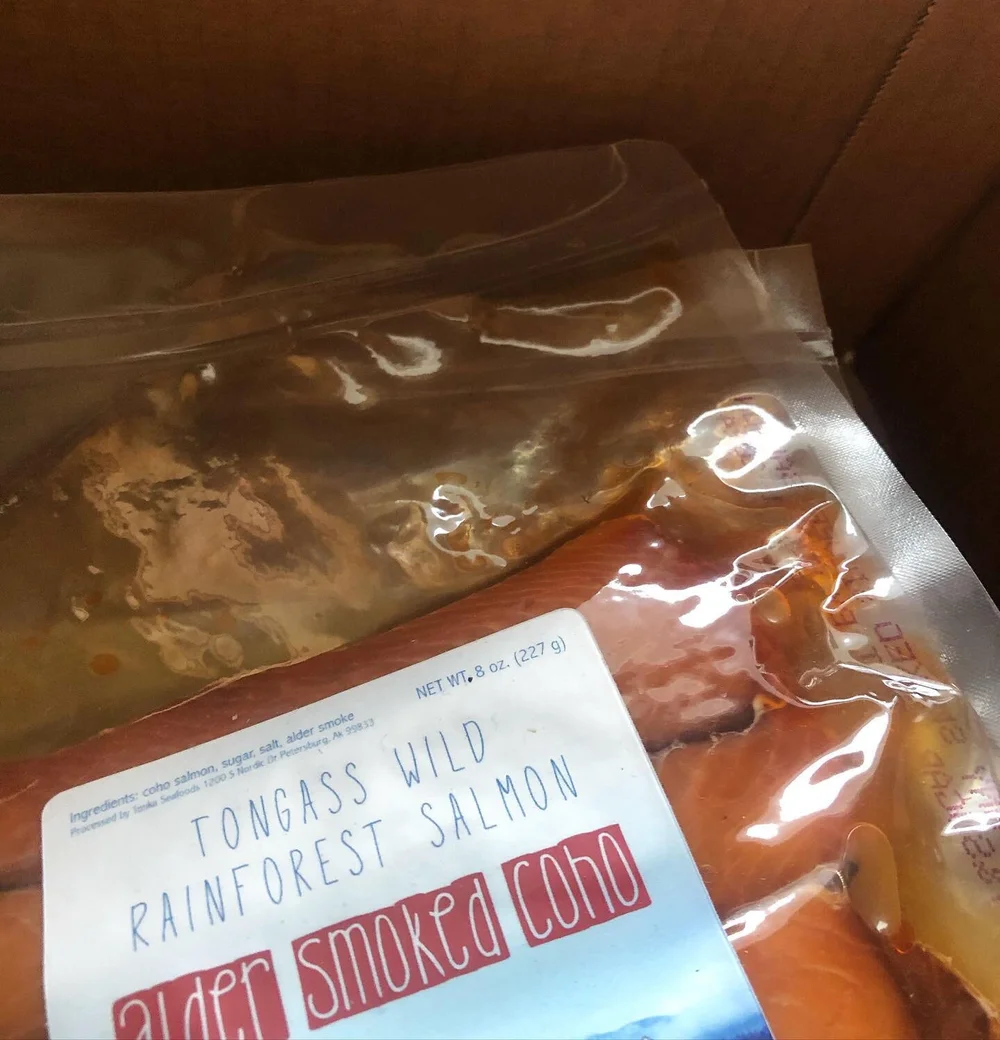 NET WT. 8 oz. (227 g)
Ingredients: coho salmon, sugar, salt, alder smoke
Processed by Tonka Seafoods 1200 S Nordic Dr Petersburg, Ak 99833
TONGASS WILD
RAINFOREST SALMON
alder smoked coho